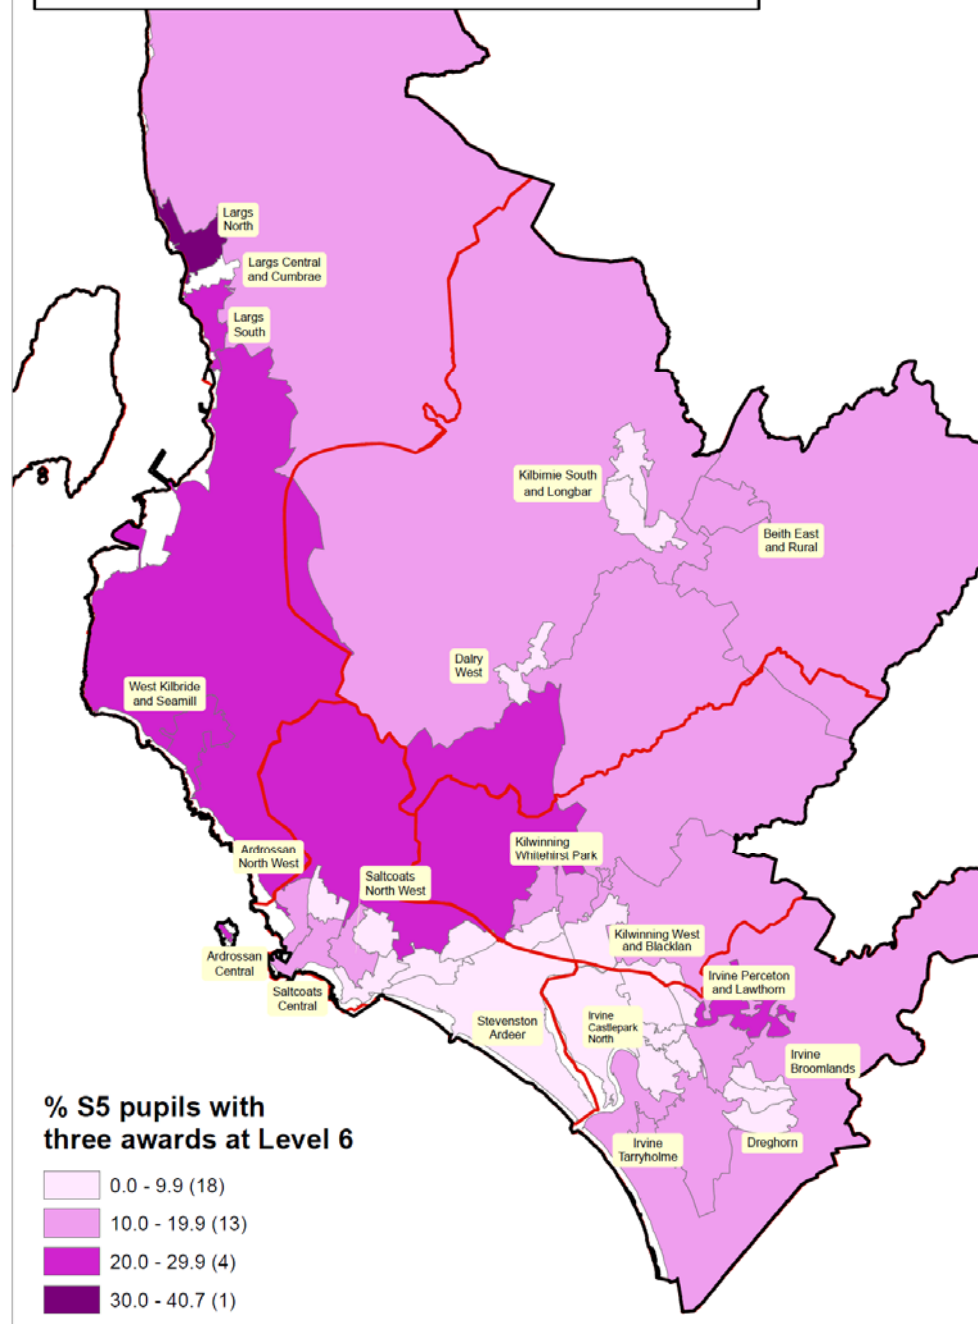 Largs
North
Largs Central
and Cumbrae
Largs
South
Kilbirnie South
and Longbar
Beith East
and Rural
Dalry
West
West Kilbride
and Seamill
Ardrossan
North West
Kilwinning
Whitehirst Park
Saltcoats
North West
Kilwinning West
and Blacklan
Ardrossan
Central
Irvine Perceton
and Lawthorn
Saltcoats
Central
Stevenston
Ardeer
Irvine
Castlepark
North
Irvine
Broomlands
Irvine
Tarryholme
Dreghorn
% S5 pupils with
three awards at Level 6
0.0 - 9.9 (18)
10.0 - 19.9 (13)
20.0 - 29.9 (4)
30.0 - 40.7 (1)